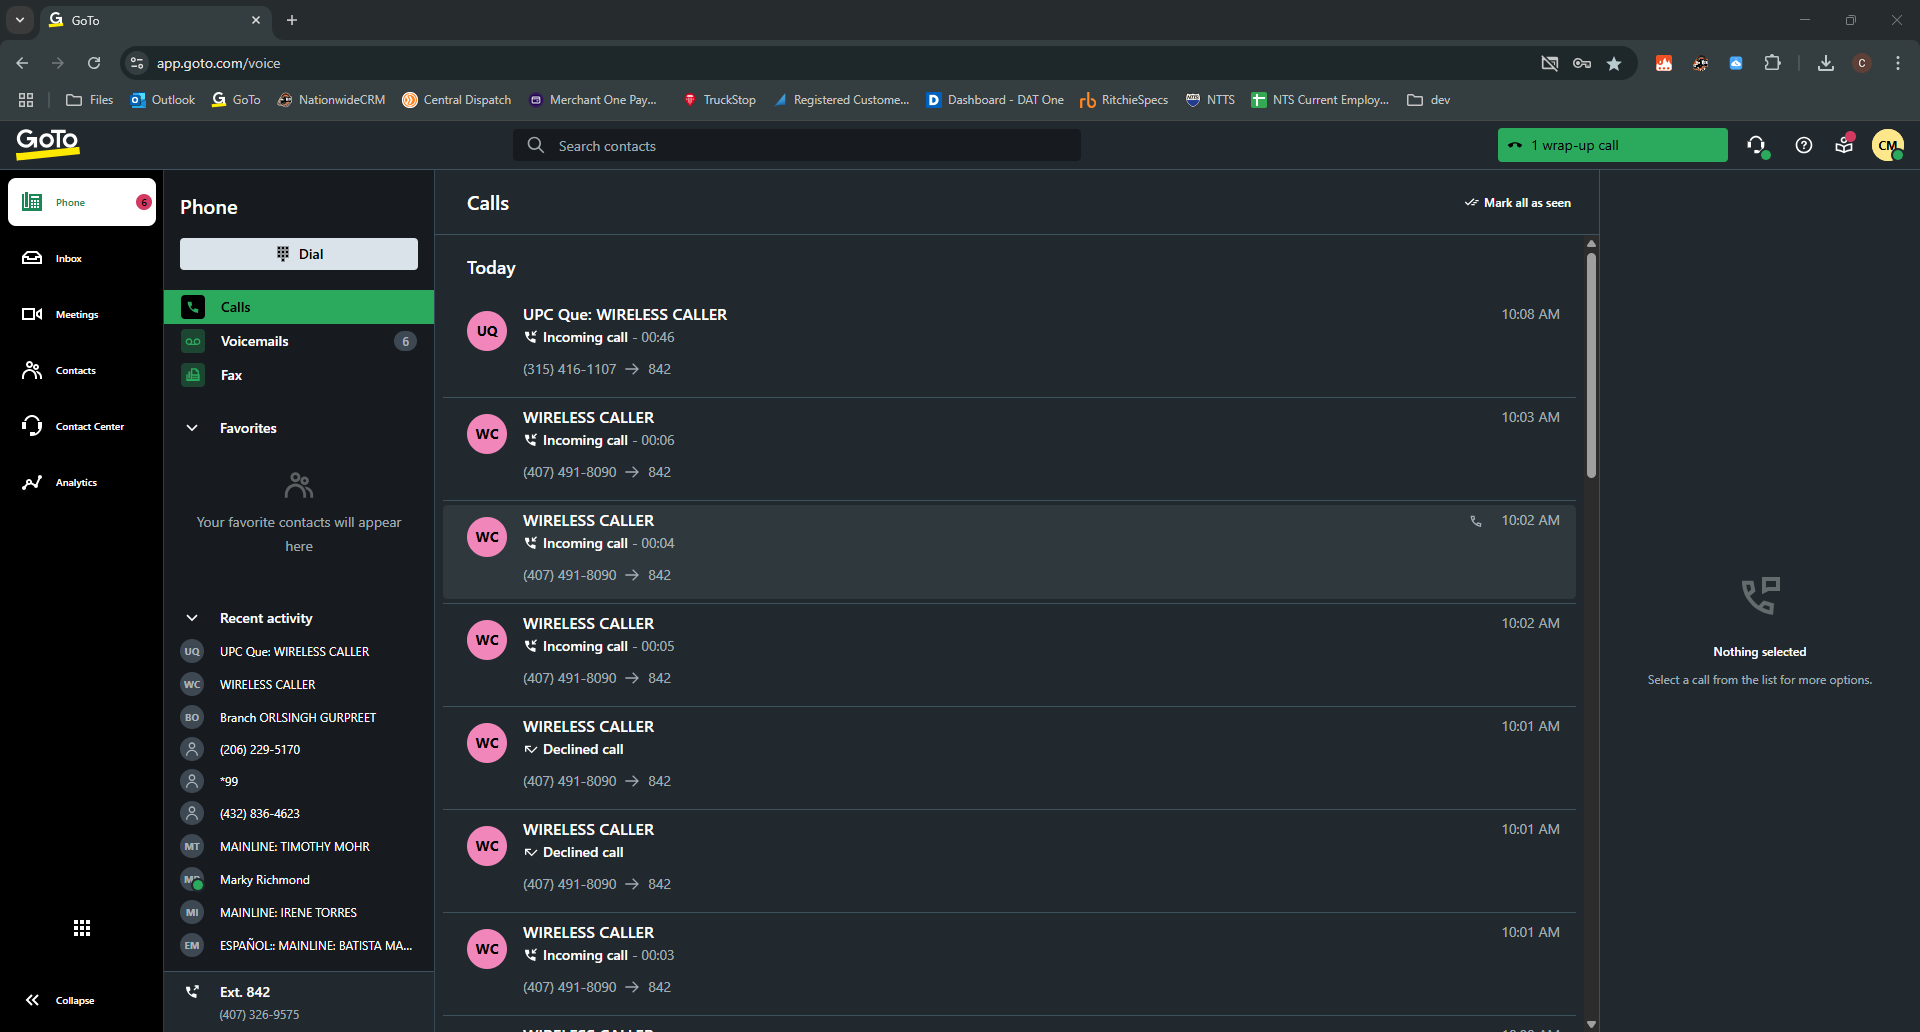 GoTo
app.goto.com/voice
C
Files
Outlook
GoTo
NationwideCRM
Central Dispatch
Merchant One Pay...
TruckStop
Registered Custome...
Dashboard - DAT One
RitchieSpecs
NTTS
NTS Current Employ...
dev
GoTo
Search contacts
1 wrap-up call
CM
Phone
6
Inbox
Meetings
Contacts
Contact Center
Analytics
Collapse
Phone
Dial
Calls
Voicemails
6
Fax
Favorites
Your favorite contacts will appear
here
Recent activity
UQ UPC Que: WIRELESS CALLER
WC WIRELESS CALLER
BO Branch ORLSINGH GURPREET
(206) 229-5170
*99
(432) 836-4623
MT MAINLINE: TIMOTHY MOHR
Marky Richmond
MI MAINLINE: IRENE TORRES
EM ESPAÑOL:: MAINLINE: BATISTA MA...
Ext. 842
(407) 326-9575
Calls
Mark all as seen
Today
UQ
UPC Que: WIRELESS CALLER
10:08 AM
Incoming call - 00:46
(315) 416-1107 → 842
WC
WIRELESS CALLER
10:03 AM
Incoming call - 00:06
(407) 491-8090 → 842
WC
WIRELESS CALLER
10:02 AM
Incoming call - 00:04
(407) 491-8090 → 842
WC
WIRELESS CALLER
10:02 AM
Incoming call - 00:05
(407) 491-8090 → 842
WC
WIRELESS CALLER
10:01 AM
Declined call
(407) 491-8090 → 842
WC
WIRELESS CALLER
10:01 AM
Declined call
(407) 491-8090 → 842
WC
WIRELESS CALLER
10:01 AM
Incoming call - 00:03
(407) 491-8090 → 842
Nothing selected
Select a call from the list for more options.